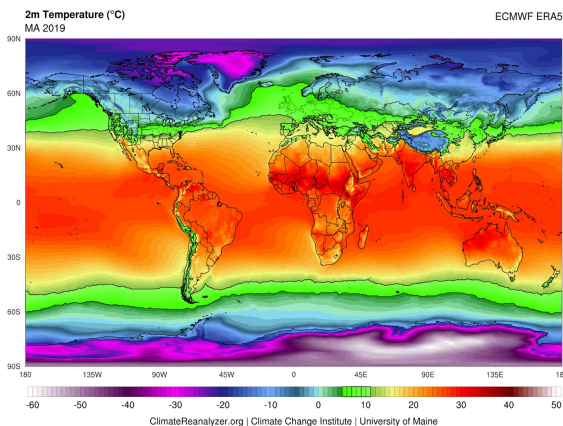 2m Temperature (°C)
MA 2019
ECMWF ERA5
90N
60N
30N
0
30S
60S
90S
180 135W 90W 45W 0 45E 90E 135E 18
-60 -50 -40 -30 -20 -10 0 10 20 30 40 50
ClimateReanalyzer.org | Climate Change Institute | University of Maine